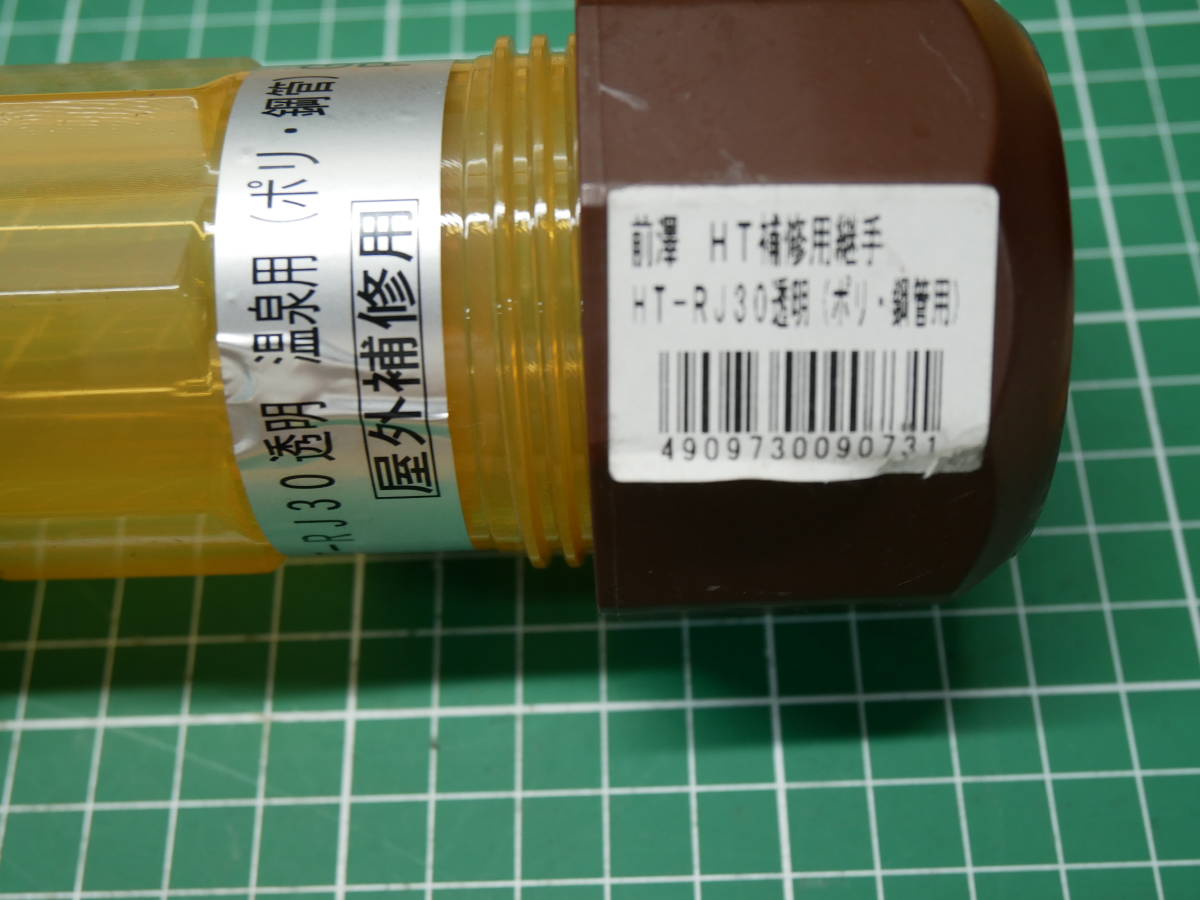 -RJ30透明 温泉用(ポリ・鋼管)
屋外補修用
前澤 HT補修用継手
HT-RJ30透明(ポリ・鋼管用)
4909730090731